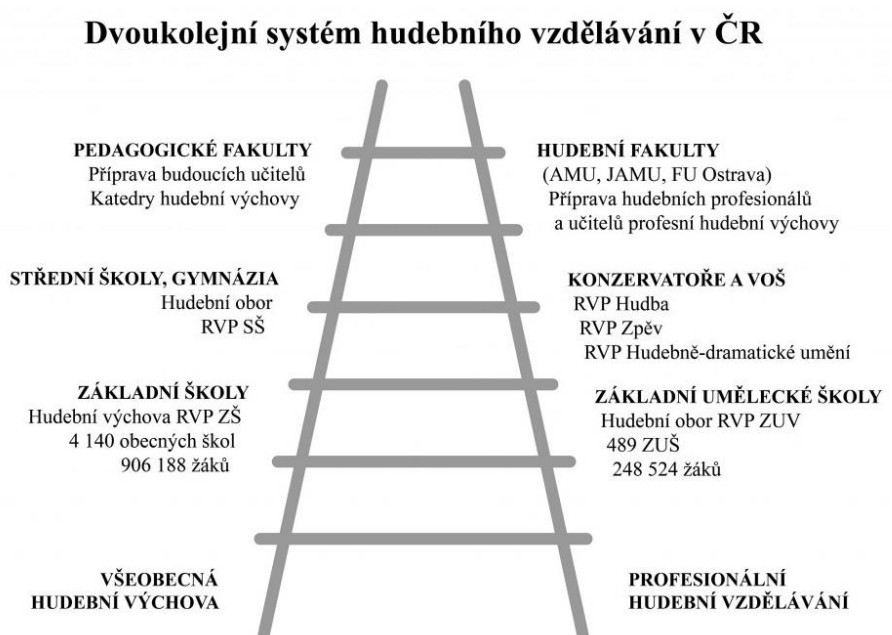 Dvoukolejní systém hudebního vzdělávání v ČR
PEDAGOGICKÉ FAKULTY
Příprava budoucích učitelů
Katedry hudební výchovy
HUDEBNÍ FAKULTY
(AMU, JAMU, FU Ostrava)
Příprava hudebních profesionálů
a učitelů profesní hudební výchovy
STŘEDNÍ ŠKOLY, GYMNÁZIA
Hudební obor
RVP SŠ
KONZERVATOŘE A VOŠ
RVP Hudba
RVP Zpěv
RVP Hudebně-dramatické umění
ZÁKLADNÍ ŠKOLY
Hudební výchova RVP ZŠ
4 140 obecných škol
906 188 žáků
ZÁKLADNÍ UMĚLECKÉ ŠKOLY
Hudební obor RVP ZUV
489 ZUŠ
248 524 žáků
VŠEOBECNÁ
HUDEBNÍ VÝCHOVA
PROFESIONÁLNÍ
HUDEBNÍ VZDĚLÁVÁNÍ